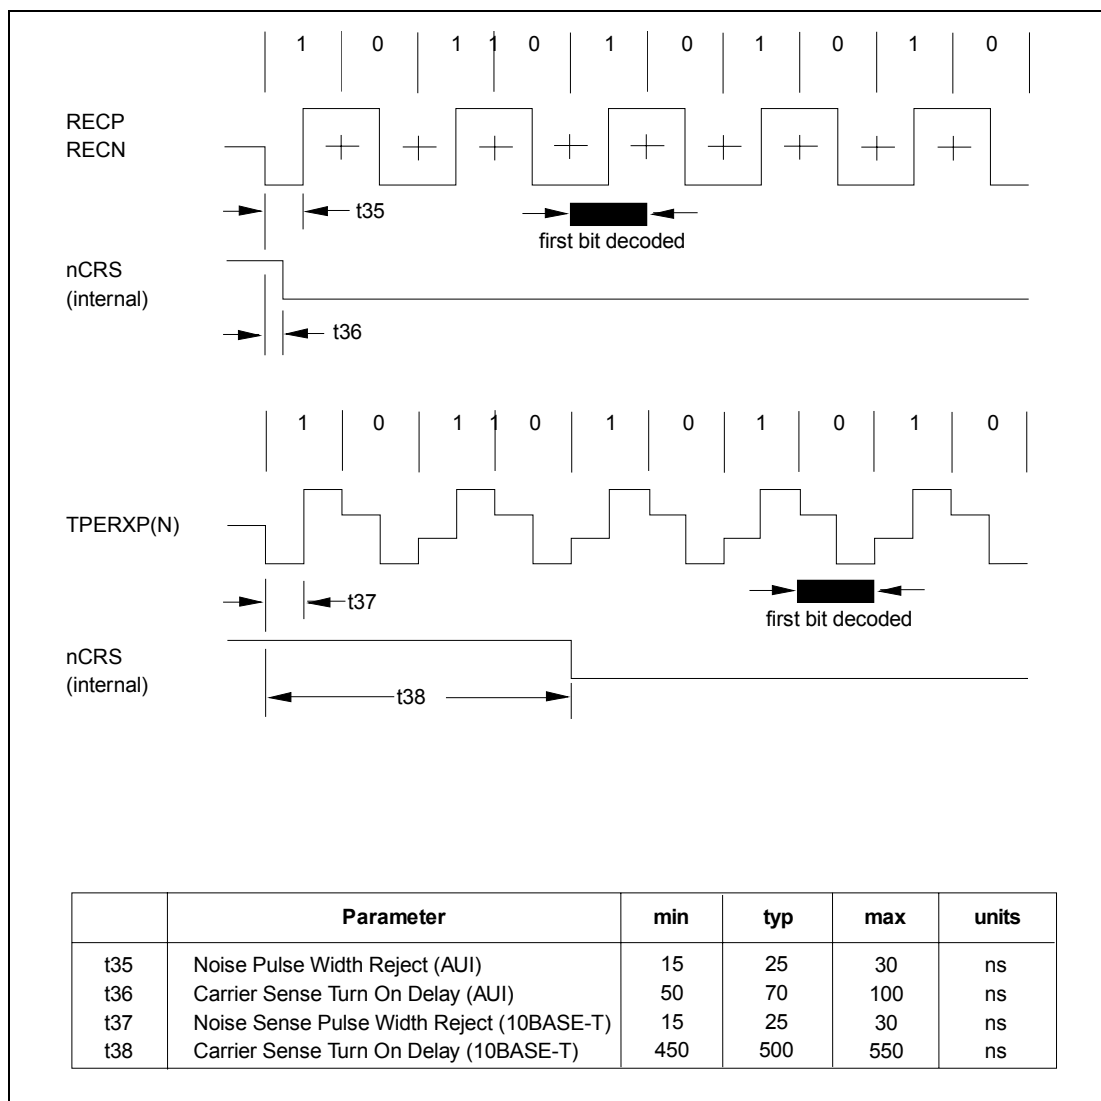 1 0 1 1 0 1 0 1 0 1 0
RECP
RECN
t35
first bit decoded
nCRS
(internal)
t36
1 0 1 1 0 1 0 1 0 1 0
TPERXP(N)
t37
first bit decoded
nCRS
(internal)
t38
Parameter min typ max units
t35 Noise Pulse Width Reject (AUI) 15 25 30 ns
t36 Carrier Sense Turn On Delay (AUI) 50 70 100 ns
t37 Noise Sense Pulse Width Reject (10BASE-T) 15 25 30 ns
t38 Carrier Sense Turn On Delay (10BASE-T) 450 500 550 ns